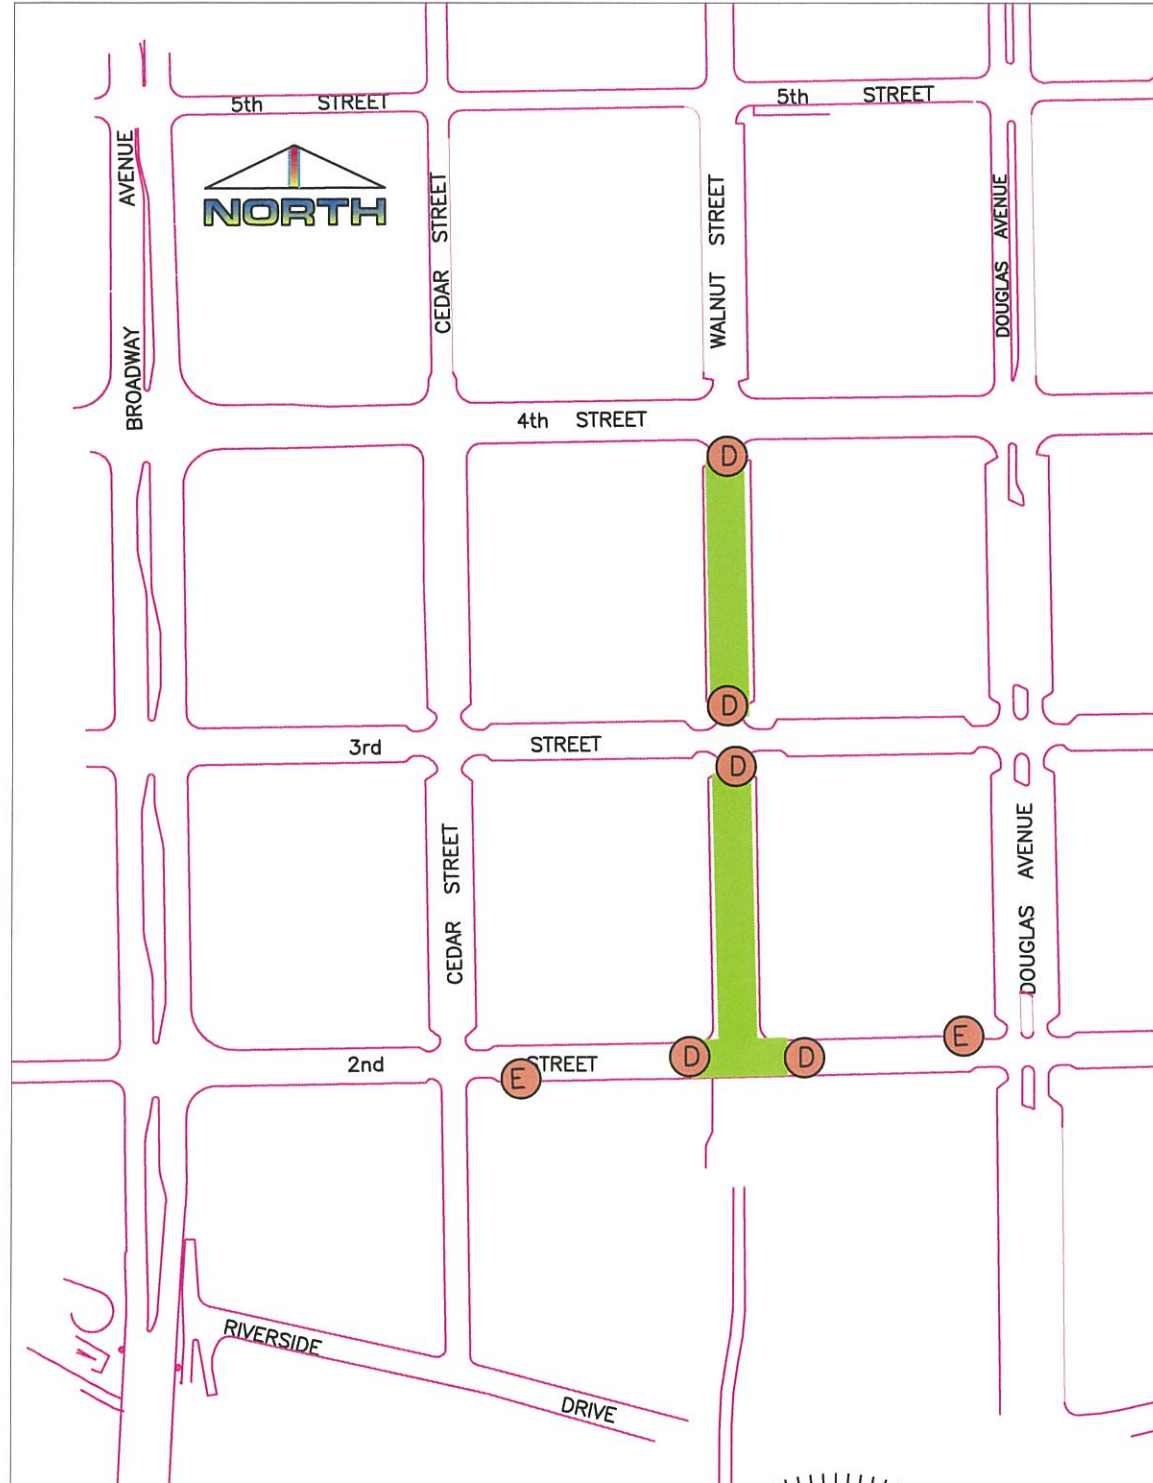 5th STREET
5th STREET
BROADWAY AVENUE
NORTH
CEDAR STREET
WALNUT STREET
DOUGLAS AVENUE
4th STREET
D
D
3rd STREET
D
CEDAR STREET
DOUGLAS AVENUE
2nd STREET
E
D
D
E
RIVERSIDE DRIVE